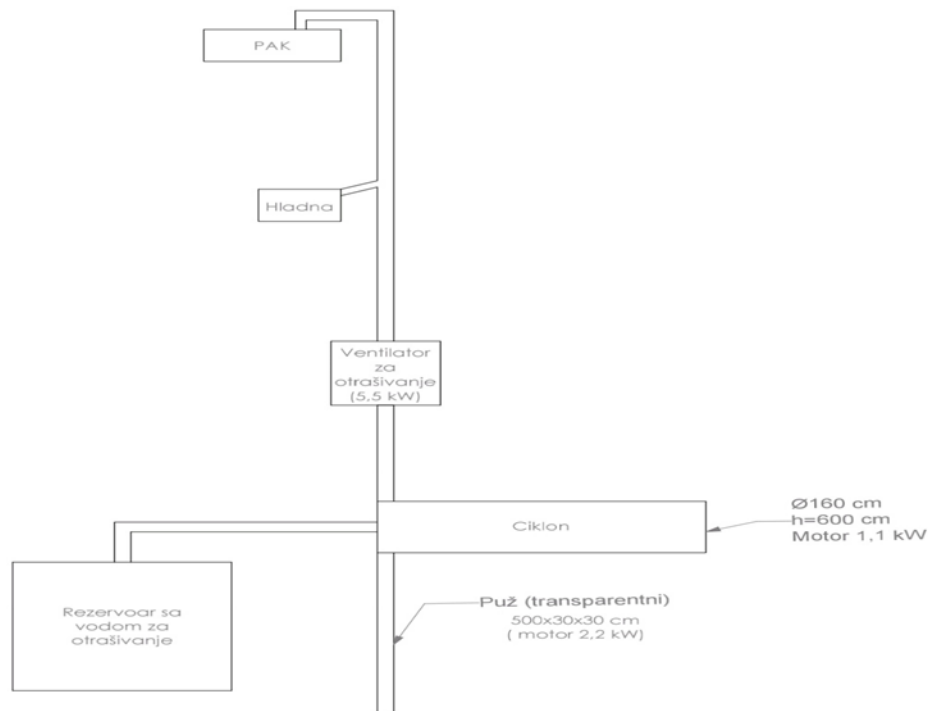 PAK
Hladna
Ventilator
za
otrašivanje
(5,5 kW)
Ciklon
Ø160 cm
h=600 cm
Motor 1,1 kW
Rezervoar sa
vodom za
otrašivanje
Puž (transparentni)
500x30x30 cm
( motor 2,2 kW)